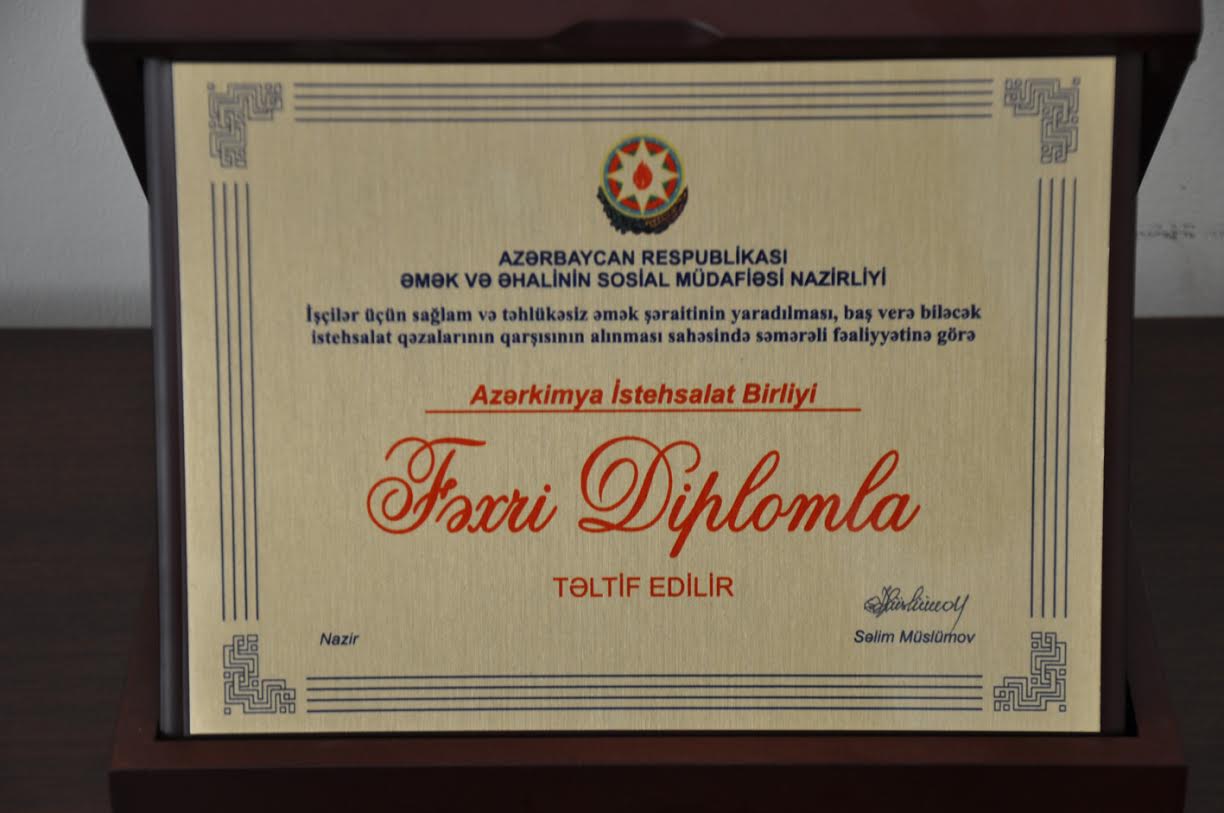 AZƏRBAYCAN RESPUBLİKASI
ƏMƏK VƏ ƏHALİNİN SOSİAL MÜDAFİƏSİ NAZİRLİYİ
İşçilər üçün sağlam və təhlükəsiz əmək şəraitinin yaradılması, baş verə biləcək
istehsalat qəzalarının qarşısının alınması sahəsində səmərəli fəaliyyətinə görə
Azərkimya İstehsalat Birliyi
Fəxri Diplomla
TƏLTİF EDİLİR
Nazir
Səlim Müslümov